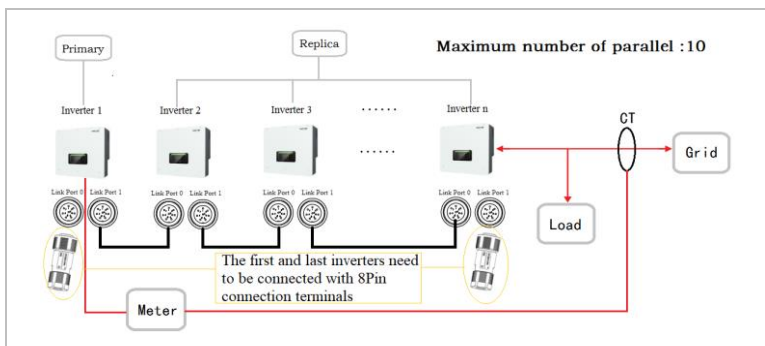 Primary
Replica
Maximum number of parallel :10
Inverter 1
Inverter 2
Inverter 3
......
Inverter n
CT
Grid
......
Load
Link Port 0
Link Port 1
Link Port 0
Link Port 1
Link Port 0
Link Port 1
Link Port 0
Link Port 1
The first and last inverters need
to be connected with 8Pin
connection terminals
Meter